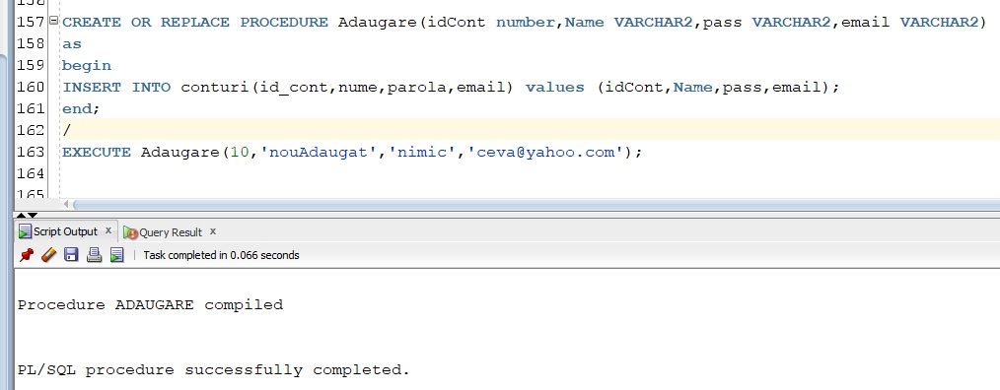 157 CREATE OR REPLACE PROCEDURE Adaugare(idCont number,Name VARCHAR2,pass VARCHAR2,email VARCHAR2)
158 as
159 begin
160 INSERT INTO conturi(id_cont,nume,parola,email) values (idCont,Name,pass,email);
161 end;
162 /
163 EXECUTE Adaugare(10,'nouAdaugat','nimic','ceva@yahoo.com');
164
165
Script Output x Query Result x
Task completed in 0.066 seconds
Procedure ADAUGARE compiled
PL/SQL procedure successfully completed.